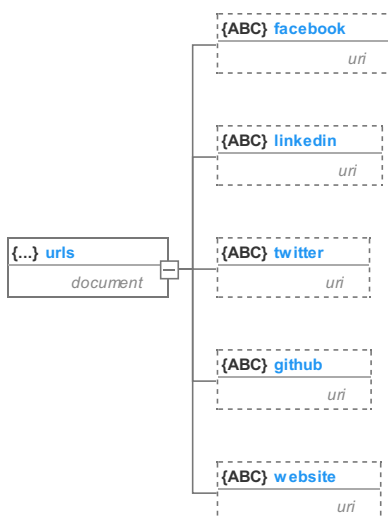 {ABC} facebook
uri
{ABC} linkedin
uri
{...} urls
document
{ABC} twitter
uri
{ABC} github
uri
{ABC} website
uri